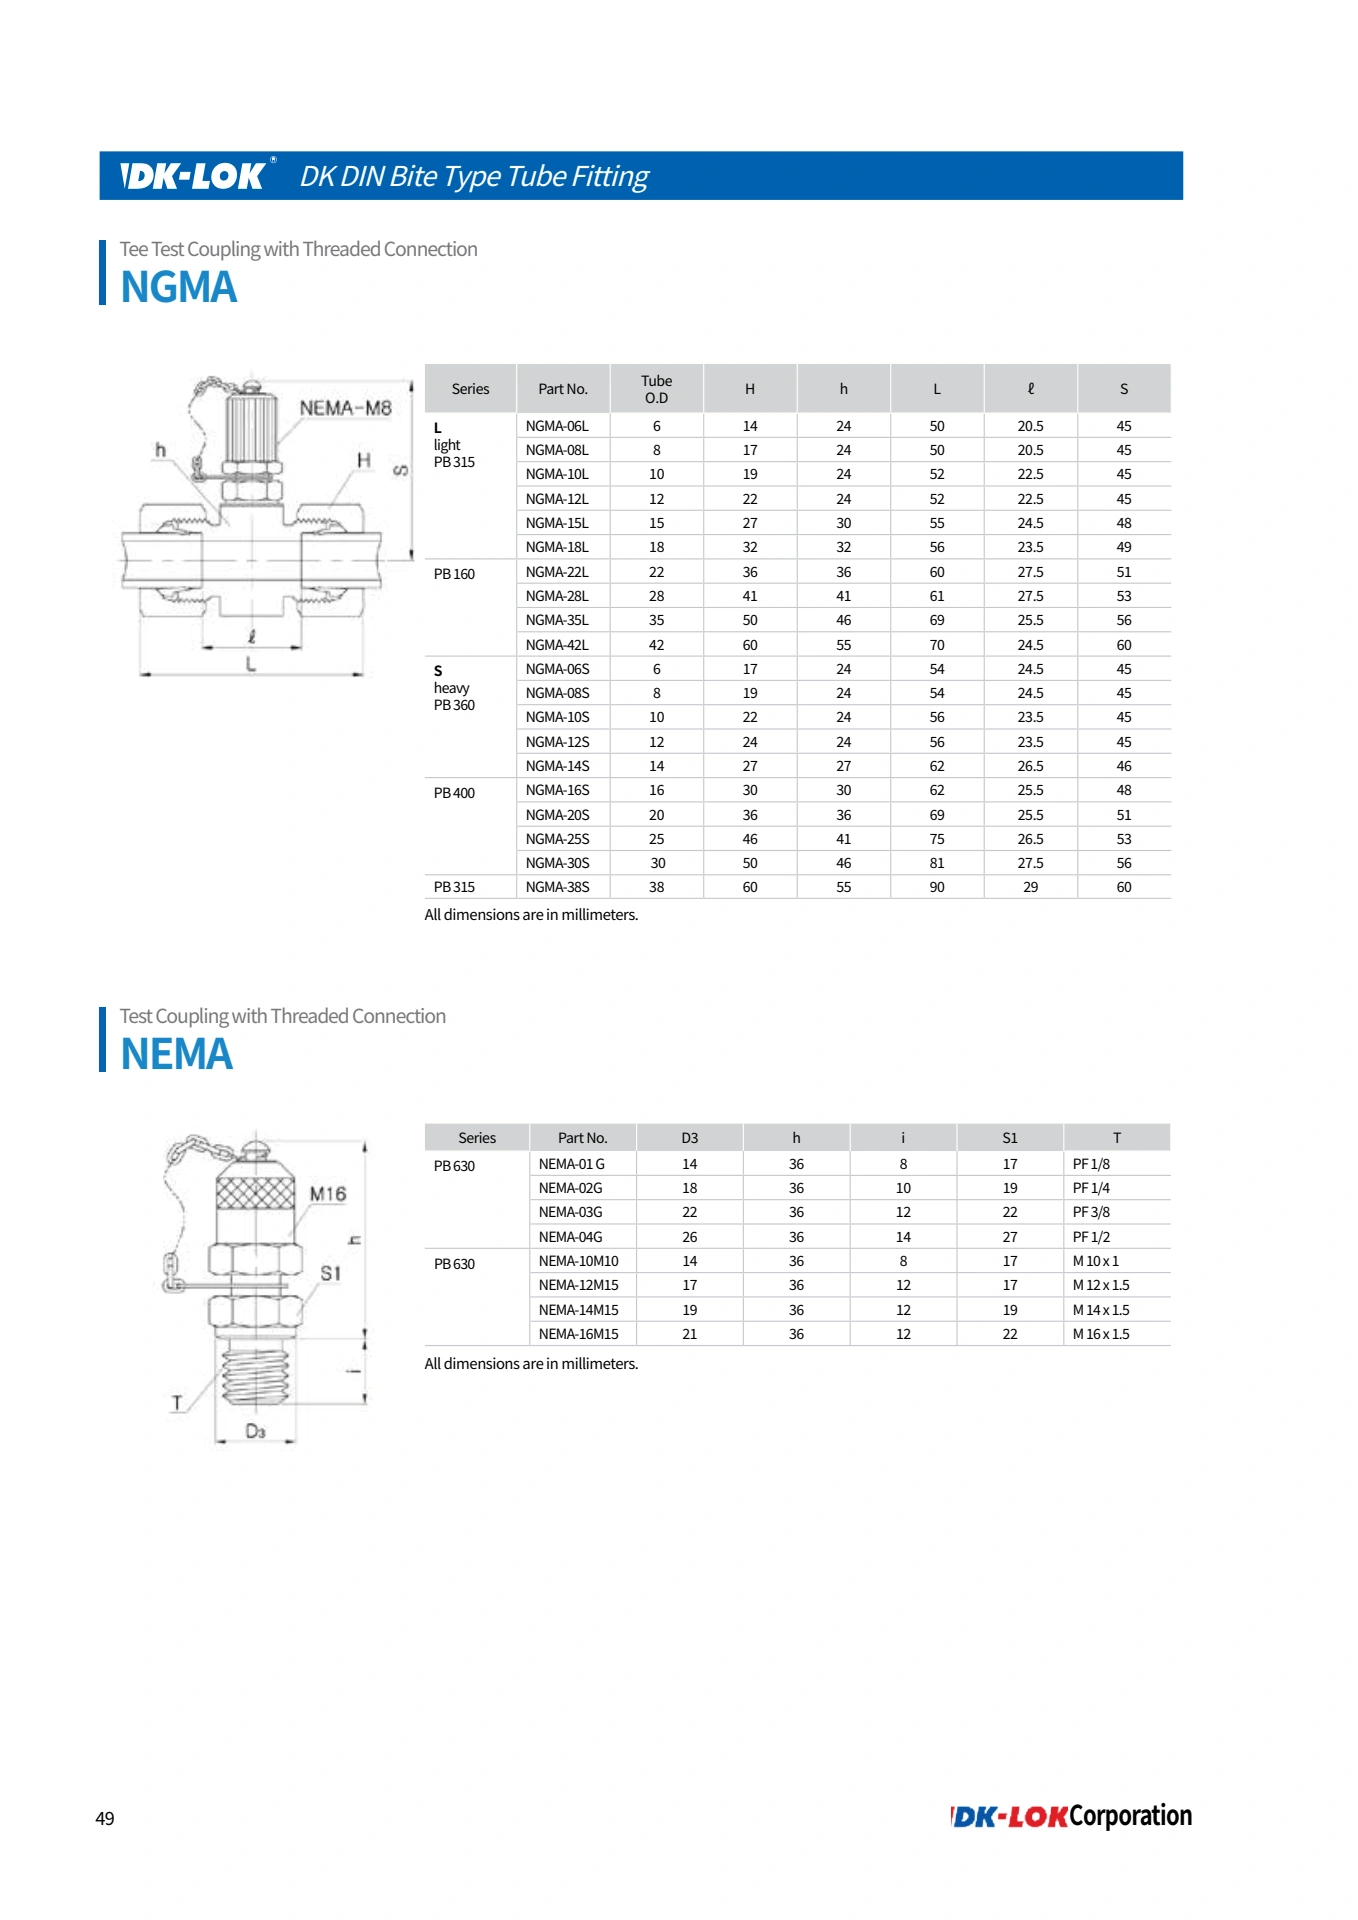 DK-LOK® DK DIN Bite Type Tube Fitting
Tee Test Coupling with Threaded Connection
NGMA
NEMA-M8
h
H
S
ℓ
L
Series Part No. Tube O.D H h L ℓ S
L light PB 315 NGMA-06L 6 14 24 50 20.5 45
NGMA-08L 8 17 24 50 20.5 45
NGMA-10L 10 19 24 52 22.5 45
NGMA-12L 12 22 24 52 22.5 45
NGMA-15L 15 27 30 55 24.5 48
NGMA-18L 18 32 32 56 23.5 49
PB 160 NGMA-22L 22 36 36 60 27.5 51
NGMA-28L 28 41 41 61 27.5 53
NGMA-35L 35 50 46 69 25.5 56
NGMA-42L 42 60 55 70 24.5 60
S heavy PB 360 NGMA-06S 6 17 24 54 24.5 45
NGMA-08S 8 19 24 54 24.5 45
NGMA-10S 10 22 24 56 23.5 45
NGMA-12S 12 24 24 56 23.5 45
NGMA-14S 14 27 27 62 26.5 46
PB 400 NGMA-16S 16 30 30 62 25.5 48
NGMA-20S 20 36 36 69 25.5 51
NGMA-25S 25 46 41 75 26.5 53
NGMA-30S 30 50 46 81 27.5 56
PB 315 NGMA-38S 38 60 55 90 29 60
All dimensions are in millimeters.
Test Coupling with Threaded Connection
NEMA
M16
h
S1
i
T
D3
Series Part No. D3 h i S1 T
PB 630 NEMA-01 G 14 36 8 17 PF 1/8
NEMA-02G 18 36 10 19 PF 1/4
NEMA-03G 22 36 12 22 PF 3/8
NEMA-04G 26 36 14 27 PF 1/2
PB 630 NEMA-10M10 14 36 8 17 M 10 x 1
NEMA-12M15 17 36 12 17 M 12 x 1.5
NEMA-14M15 19 36 12 19 M 14 x 1.5
NEMA-16M15 21 36 12 22 M 16 x 1.5
All dimensions are in millimeters.
49
DK-LOK Corporation